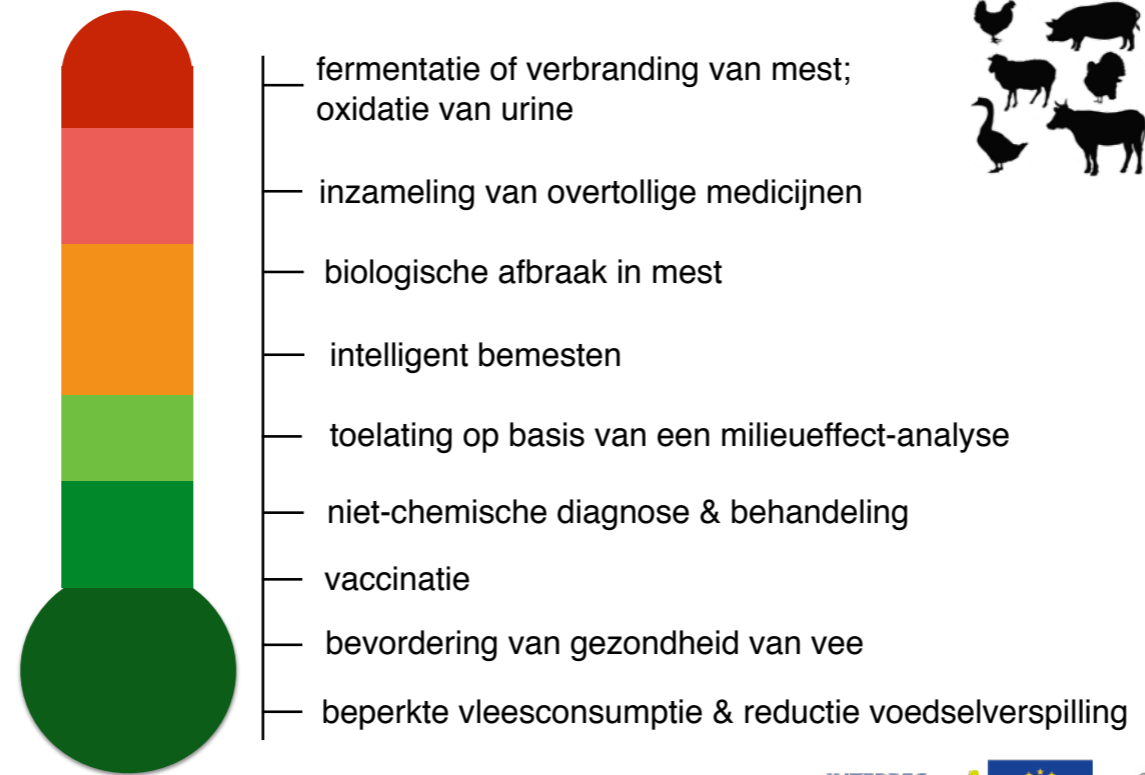 fermentatie of verbranding van mest;
oxidatie van urine
inzameling van overtollige medicijnen
biologische afbraak in mest
intelligent bemesten
toelating op basis van een milieueffect-analyse
niet-chemische diagnose & behandeling
vaccinatie
bevordering van gezondheid van vee
beperkte vleesconsumptie & reductie voedselverspilling